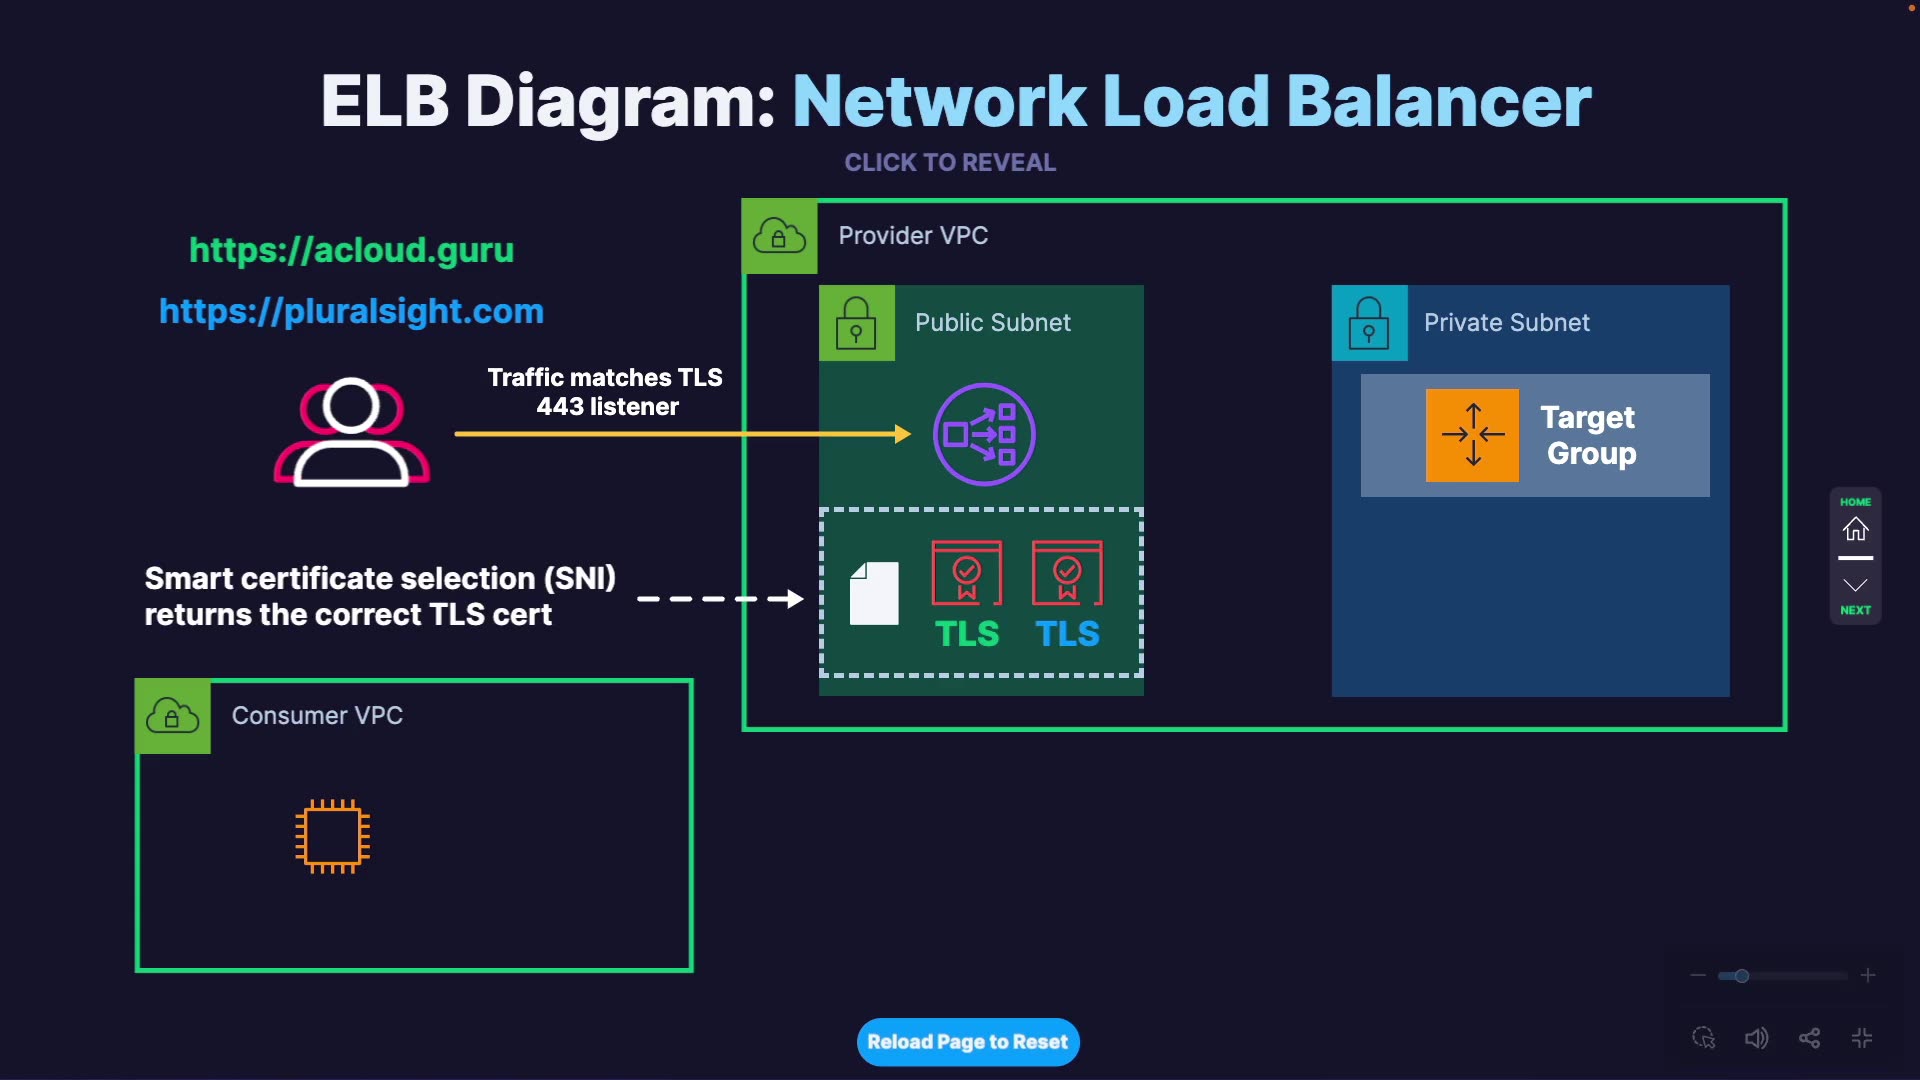 ELB Diagram: Network Load Balancer
CLICK TO REVEAL
https://acloud.guru
https://pluralsight.com
Traffic matches TLS
443 listener
Provider VPC
Public Subnet
Private Subnet
Target
Group
Smart certificate selection (SNI)
returns the correct TLS cert
TLS
TLS
Consumer VPC
HOME
NEXT
Reload Page to Reset